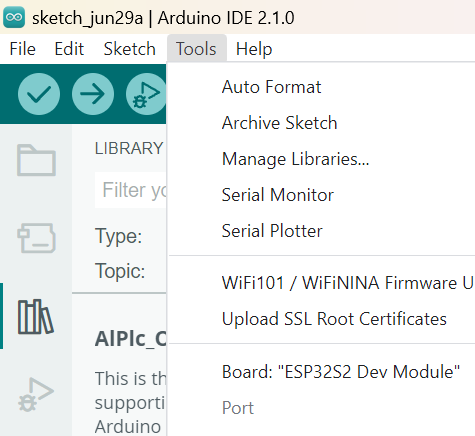 sketch_jun29a | Arduino IDE 2.1.0
File Edit Sketch Tools Help
Auto Format
Archive Sketch
Manage Libraries...
Serial Monitor
Serial Plotter
WiFi101 / WiFiNINA Firmware U
Upload SSL Root Certificates
Board: "ESP32S2 Dev Module"
Port
LIBRARY
Filter yo
Type:
Topic:
AlPlc_O
This is th
supporti
Arduino